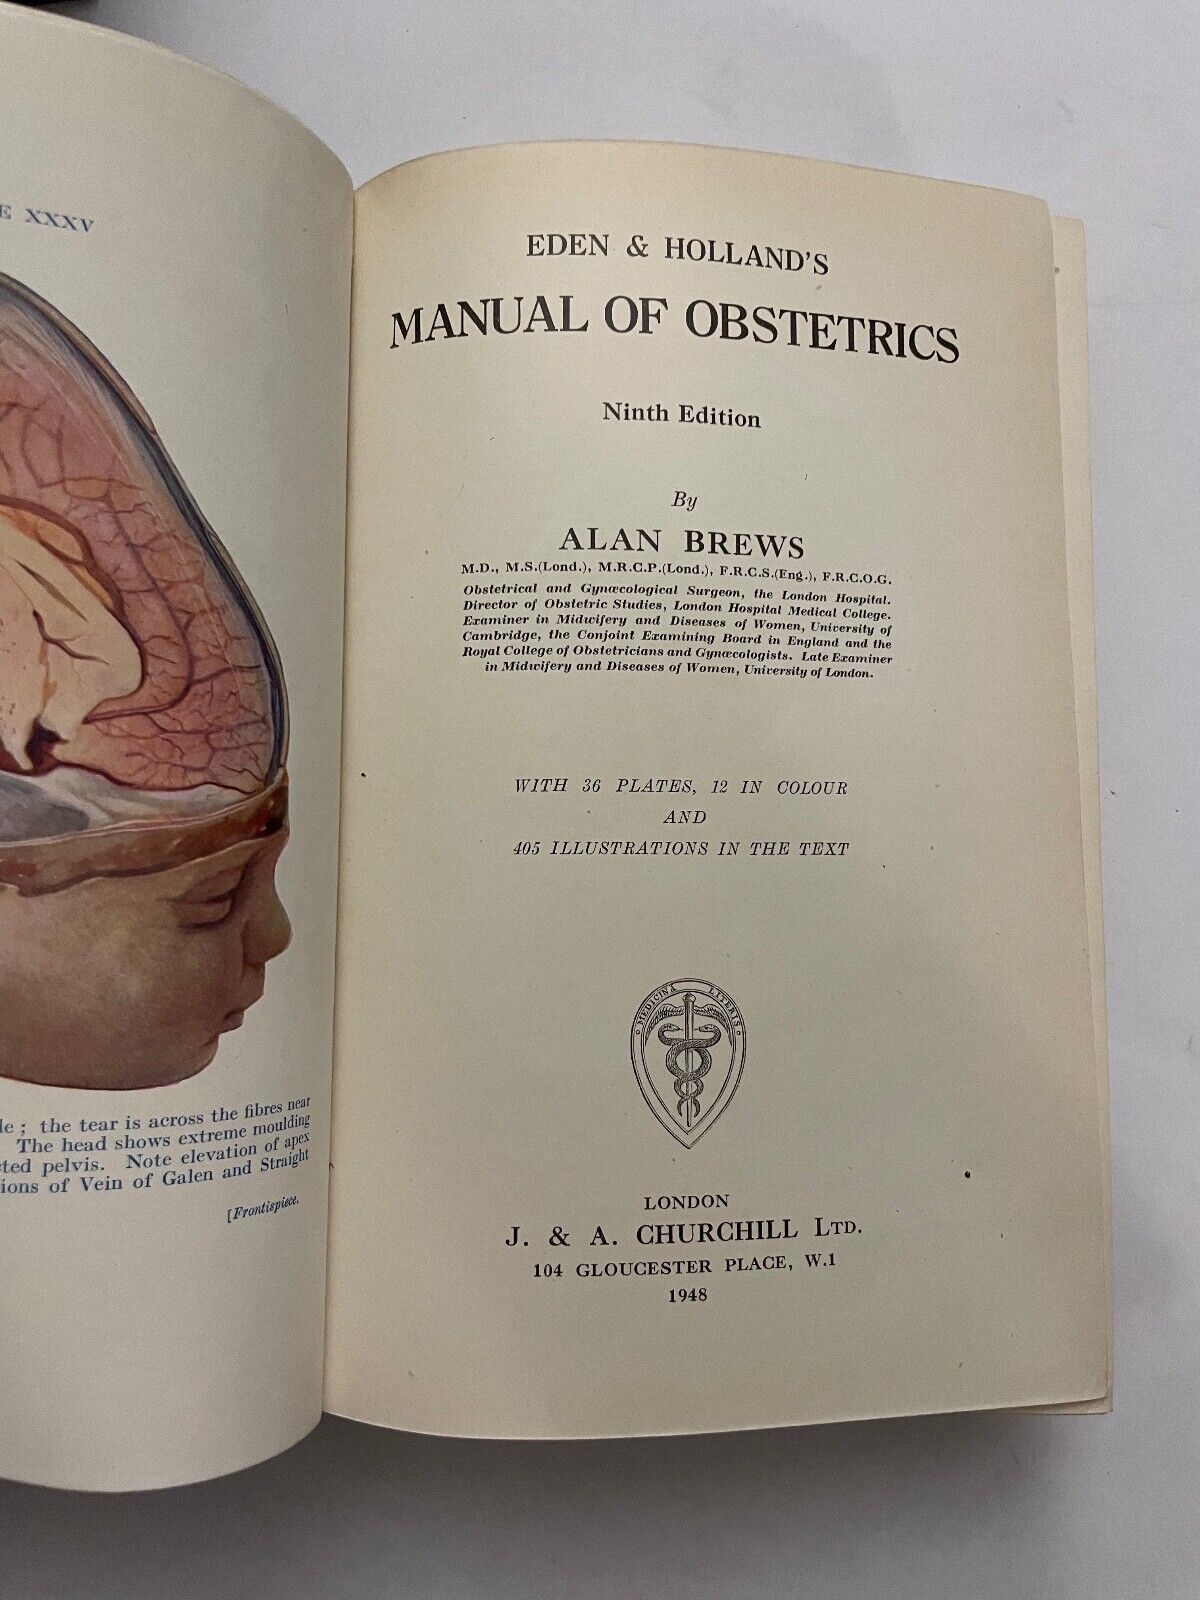 E XXXV
le ; the tear is across the fibres near
The head shows extreme moulding
cted pelvis. Note elevation of apex
ions of Vein of Galen and Straight
[Frontispiece.
EDEN & HOLLAND'S
MANUAL OF OBSTETRICS
Ninth Edition
By
ALAN BREWS
M.D., M.S.(Lond.), M.R.C.P.(Lond.), F.R.C.S.(Eng.), F.R.C.O.G.
Obstetrical and Gynæcological Surgeon, the London Hospital.
Director of Obstetric Studies, London Hospital Medical College.
Examiner in Midwifery and Diseases of Women, University of
Cambridge, the Conjoint Examining Board in England and the
Royal College of Obstetricians and Gynæcologists. Late Examiner
in Midwifery and Diseases of Women, University of London.
WITH 36 PLATES, 12 IN COLOUR
AND
405 ILLUSTRATIONS IN THE TEXT
MEDICINA LITERIS
LONDON
J. & A. CHURCHILL LTD.
104 GLOUCESTER PLACE, W.1
1948